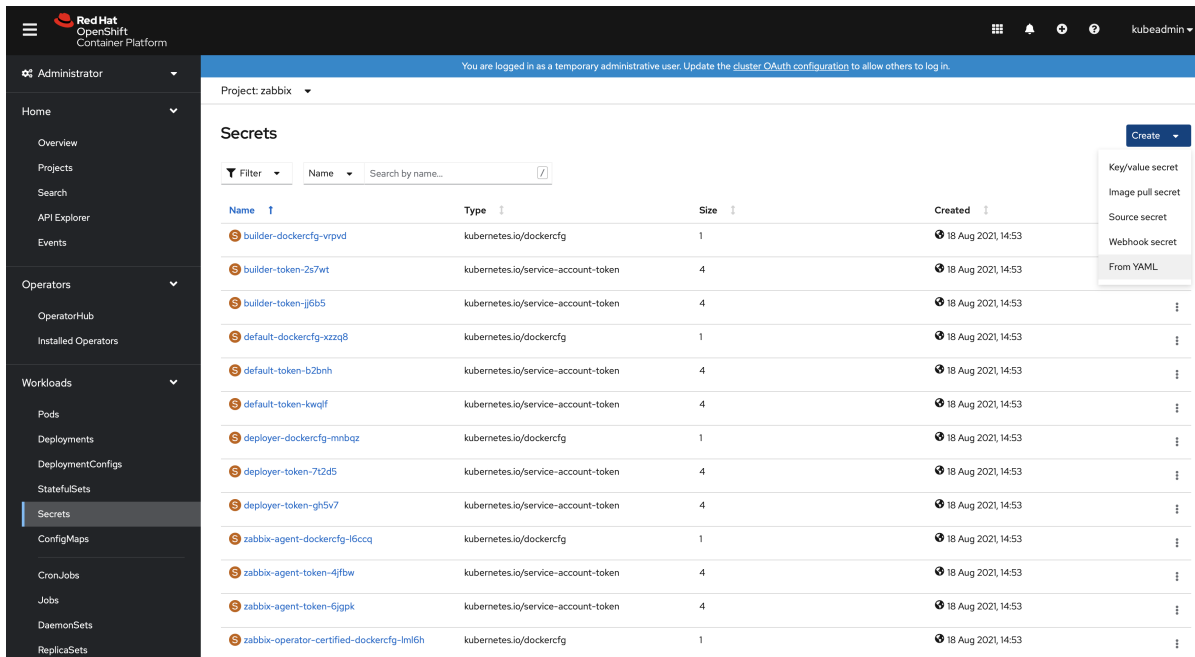 Red Hat
OpenShift
Container Platform
kubeadmin
Administrator
You are logged in as a temporary administrative user. Update the cluster OAuth configuration to allow others to log in.
Home
Overview
Projects
Search
API Explorer
Events
Operators
OperatorHub
Installed Operators
Workloads
Pods
Deployments
DeploymentConfigs
StatefulSets
Secrets
ConfigMaps
CronJobs
Jobs
DaemonSets
ReplicaSets
Project: zabbix
Secrets
Create
Key/value secret
Image pull secret
Source secret
Webhook secret
From YAML
Filter Name Search by name... /
Name Type Size Created
S builder-dockercfg-vrpvd kubernetes.io/dockercfg 1 18 Aug 2021, 14:53
S builder-token-2s7wt kubernetes.io/service-account-token 4 18 Aug 2021, 14:53
S builder-token-jj6b5 kubernetes.io/service-account-token 4 18 Aug 2021, 14:53
S default-dockercfg-xzzq8 kubernetes.io/dockercfg 1 18 Aug 2021, 14:53
S default-token-b2bnh kubernetes.io/service-account-token 4 18 Aug 2021, 14:53
S default-token-kwqlf kubernetes.io/service-account-token 4 18 Aug 2021, 14:53
S deployer-dockercfg-mnbqz kubernetes.io/dockercfg 1 18 Aug 2021, 14:53
S deployer-token-7t2d5 kubernetes.io/service-account-token 4 18 Aug 2021, 14:53
S deployer-token-gh5v7 kubernetes.io/service-account-token 4 18 Aug 2021, 14:53
S zabbix-agent-dockercfg-l6ccq kubernetes.io/dockercfg 1 18 Aug 2021, 14:53
S zabbix-agent-token-4jfbw kubernetes.io/service-account-token 4 18 Aug 2021, 14:53
S zabbix-agent-token-6jgpk kubernetes.io/service-account-token 4 18 Aug 2021, 14:53
S zabbix-operator-certified-dockercfg-lml6h kubernetes.io/dockercfg 1 18 Aug 2021, 14:53